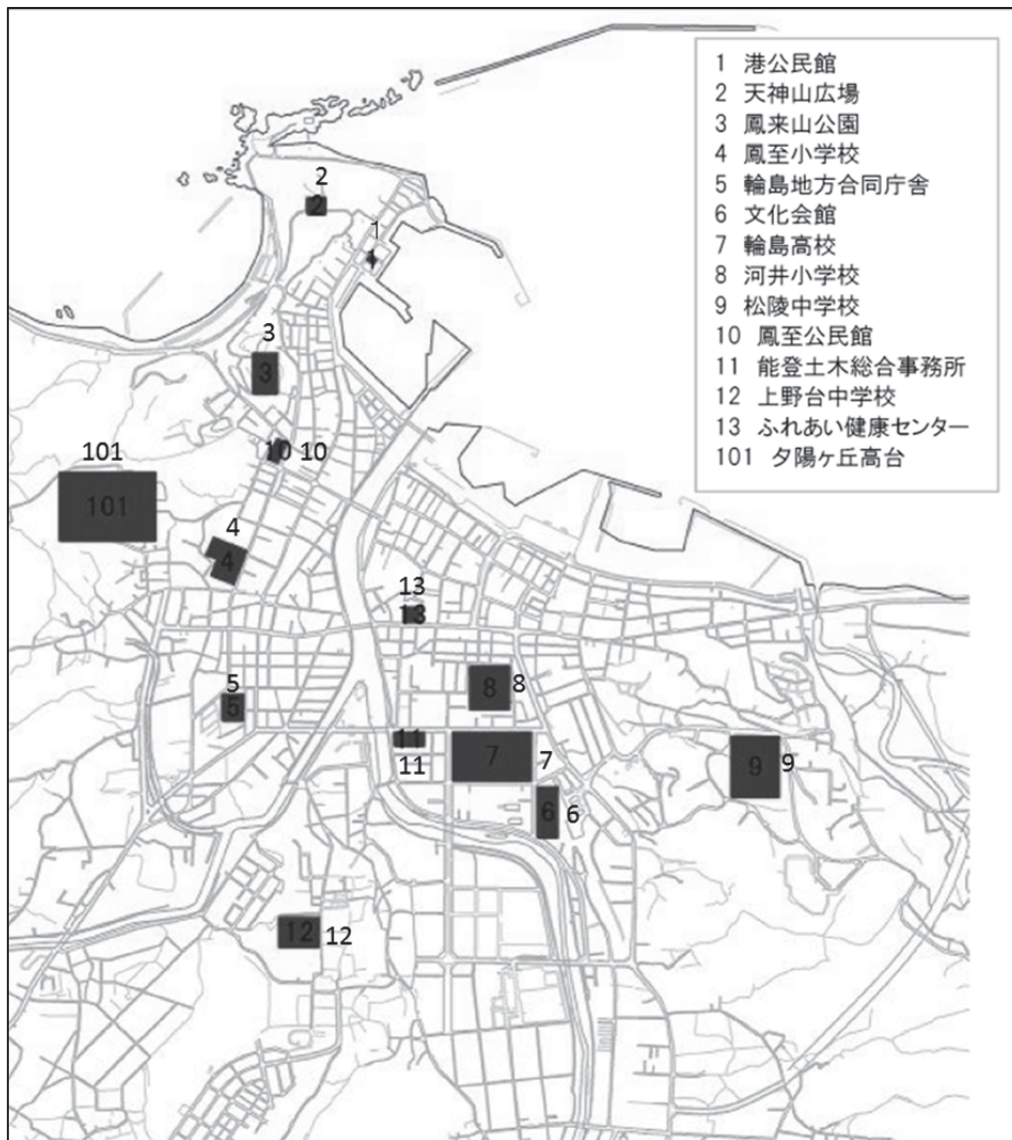 1 港公民館
2 天神山広場
3 鳳来山公園
4 鳳至小学校
5 輪島地方合同庁舎
6 文化会館
7 輪島高校
8 河井小学校
9 松陵中学校
10 鳳至公民館
11 能登土木総合事務所
12 上野台中学校
13 ふれあい健康センター
101 夕陽ヶ丘高台
2
2
1
3
3
10 10
101
101
4
4
13
13
5
5
8 8
11
11
7 7
9 9
6 6
12 12